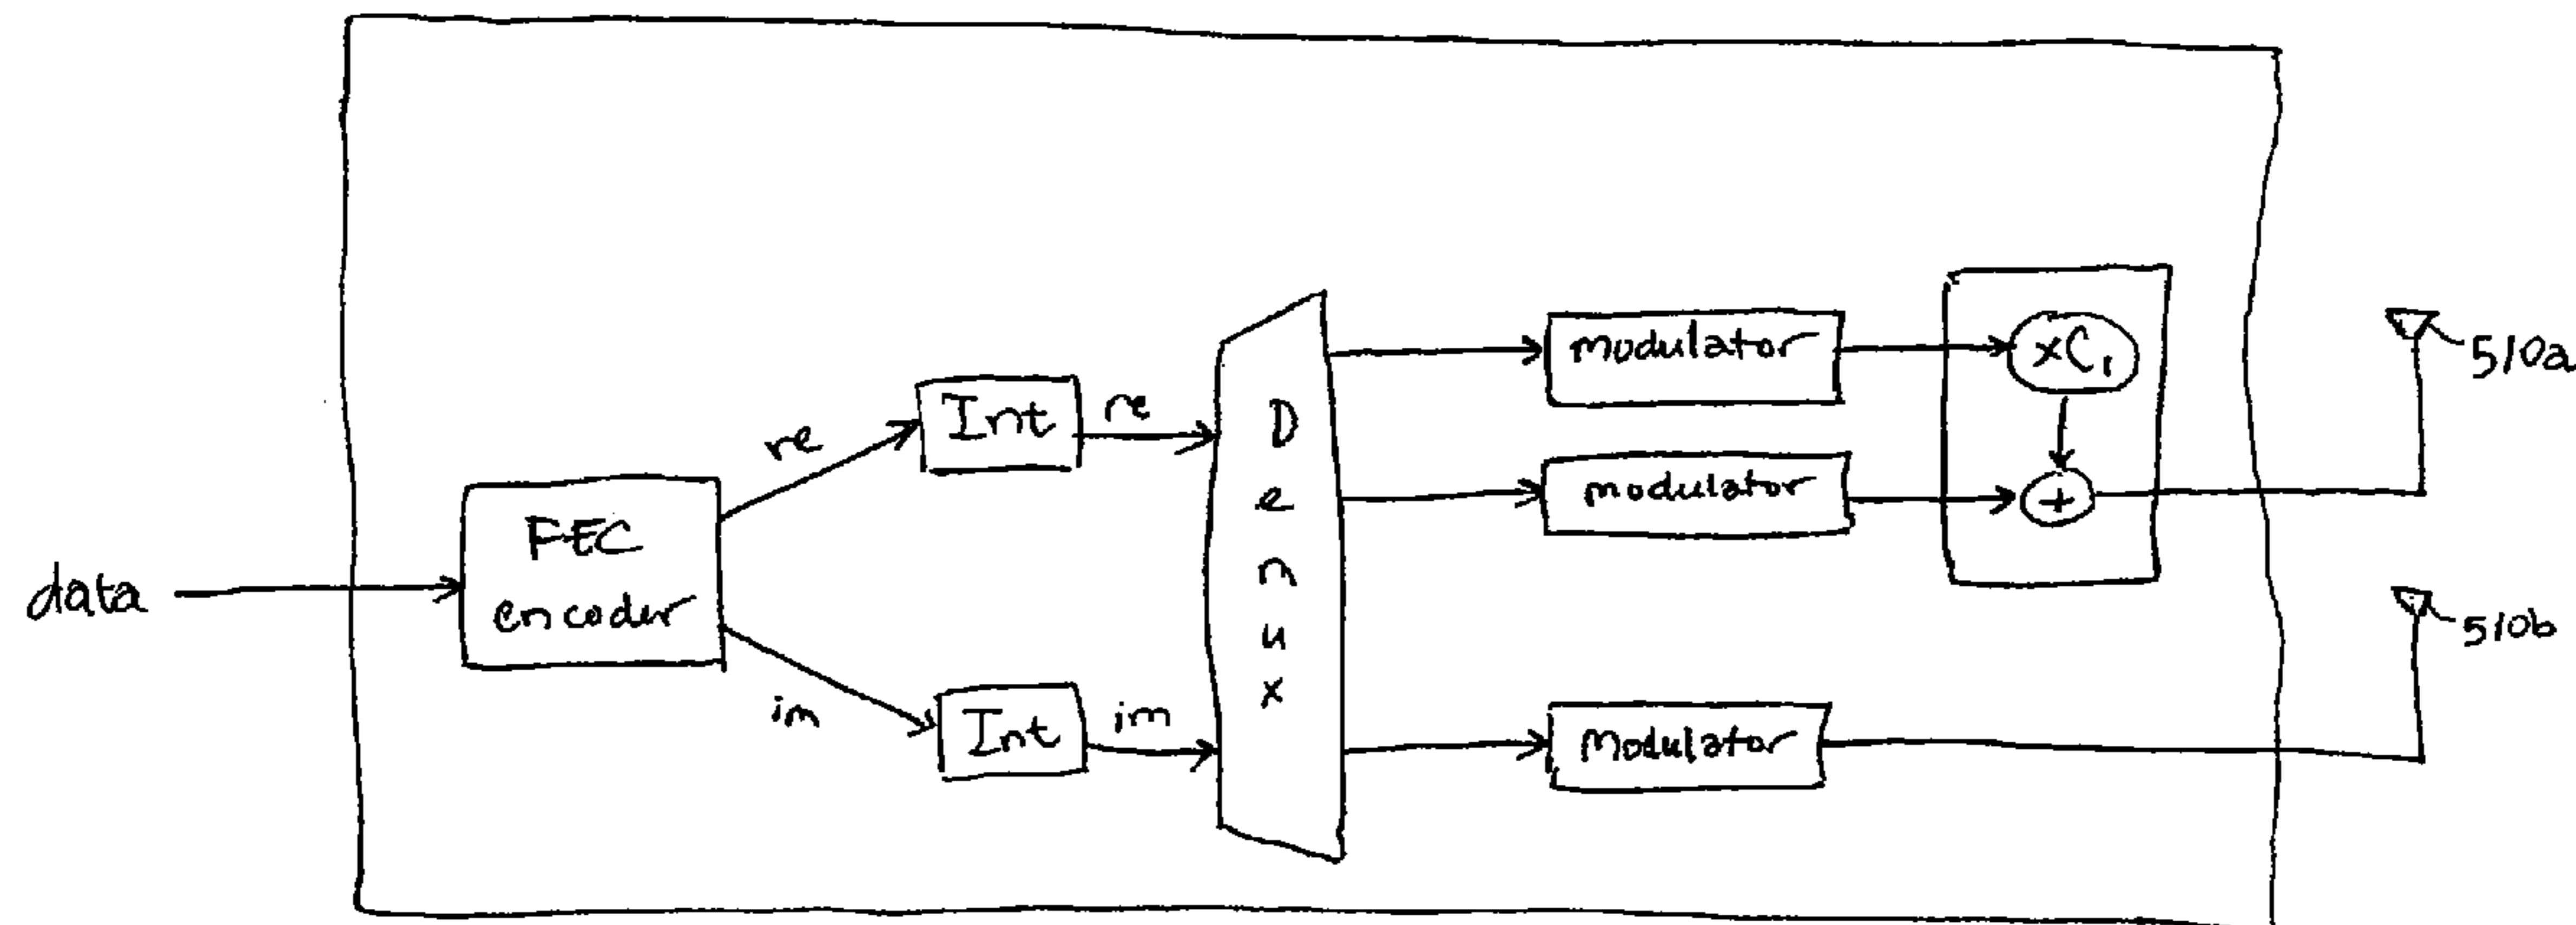 data
FEC
encoder
re
im
Int
re
Int
im
D
e
m
u
x
modulator
modulator
Modulator
xC1
+
510a
510b